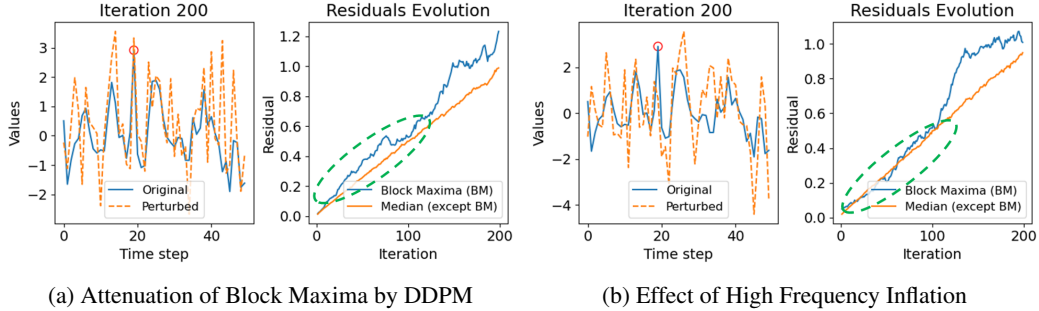 (a)
Iteration 200
Values
3
2
1
0
−1
−2
Original
Perturbed
0
20
40
Time step
Residuals Evolution
Residual
1.2
1.0
0.8
0.6
0.4
0.2
0.0
Block Maxima (BM)
Median (except BM)
0
100
200
Iteration
(b)
Iteration 200
Values
2
0
−2
−4
Original
Perturbed
0
20
40
Time step
Residuals Evolution
Residual
1.0
0.8
0.6
0.4
0.2
0.0
Block Maxima (BM)
Median (except BM)
0
100
200
Iteration
(a) Attenuation of Block Maxima by DDPM
(b) Effect of High Frequency Inflation